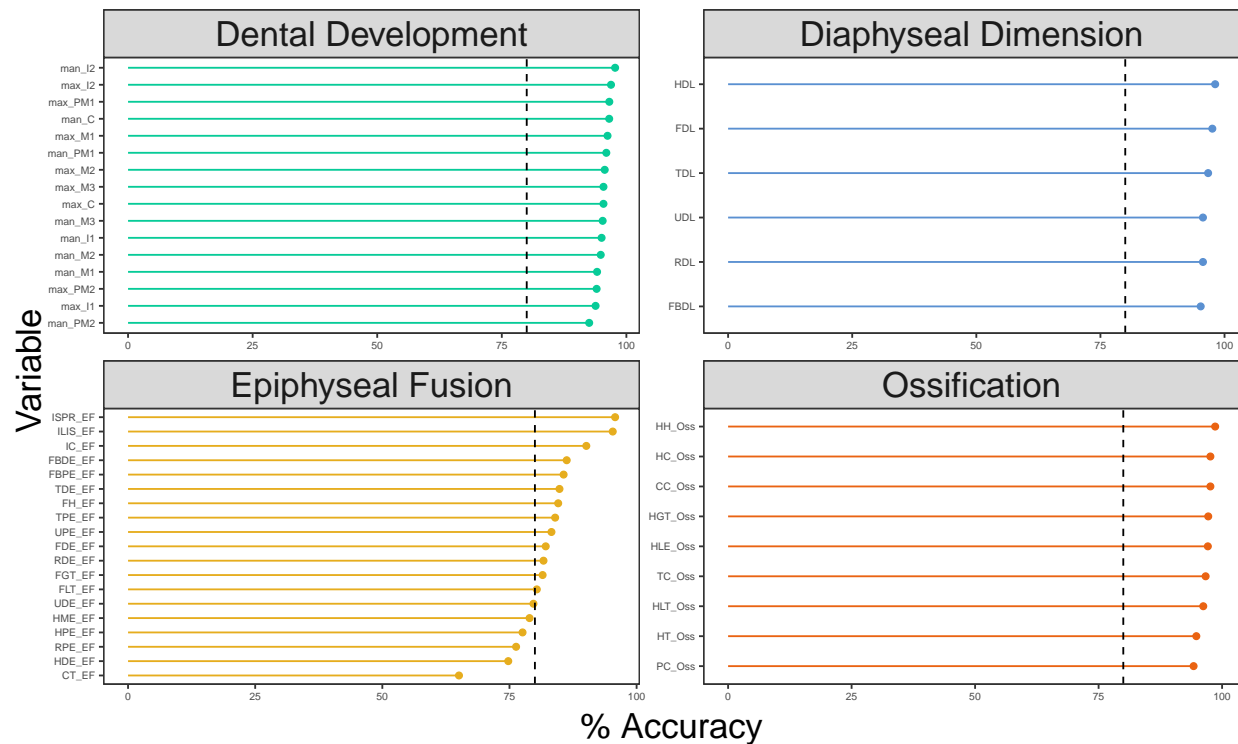 Dental Development
man_I2
max_I2
max_PM1
man_C
max_M1
man_PM1
max_M2
max_M3
max_C
man_M3
man_I1
man_M2
man_M1
max_PM2
max_I1
man_PM2
0 25 50 75 100
Diaphyseal Dimension
HDL
FDL
TDL
UDL
RDL
FBDL
0 25 50 75 100
Epiphyseal Fusion
ISPR_EF
ILIS_EF
IC_EF
FBDE_EF
FBPE_EF
TDE_EF
FH_EF
TPE_EF
UPE_EF
FDE_EF
RDE_EF
FGT_EF
FLT_EF
UDE_EF
HME_EF
HPE_EF
RPE_EF
HDE_EF
CT_EF
0 25 50 75 100
Ossification
HH_Oss
HC_Oss
CC_Oss
HGT_Oss
HLE_Oss
TC_Oss
HLT_Oss
HT_Oss
PC_Oss
0 25 50 75 100
Variable
% Accuracy